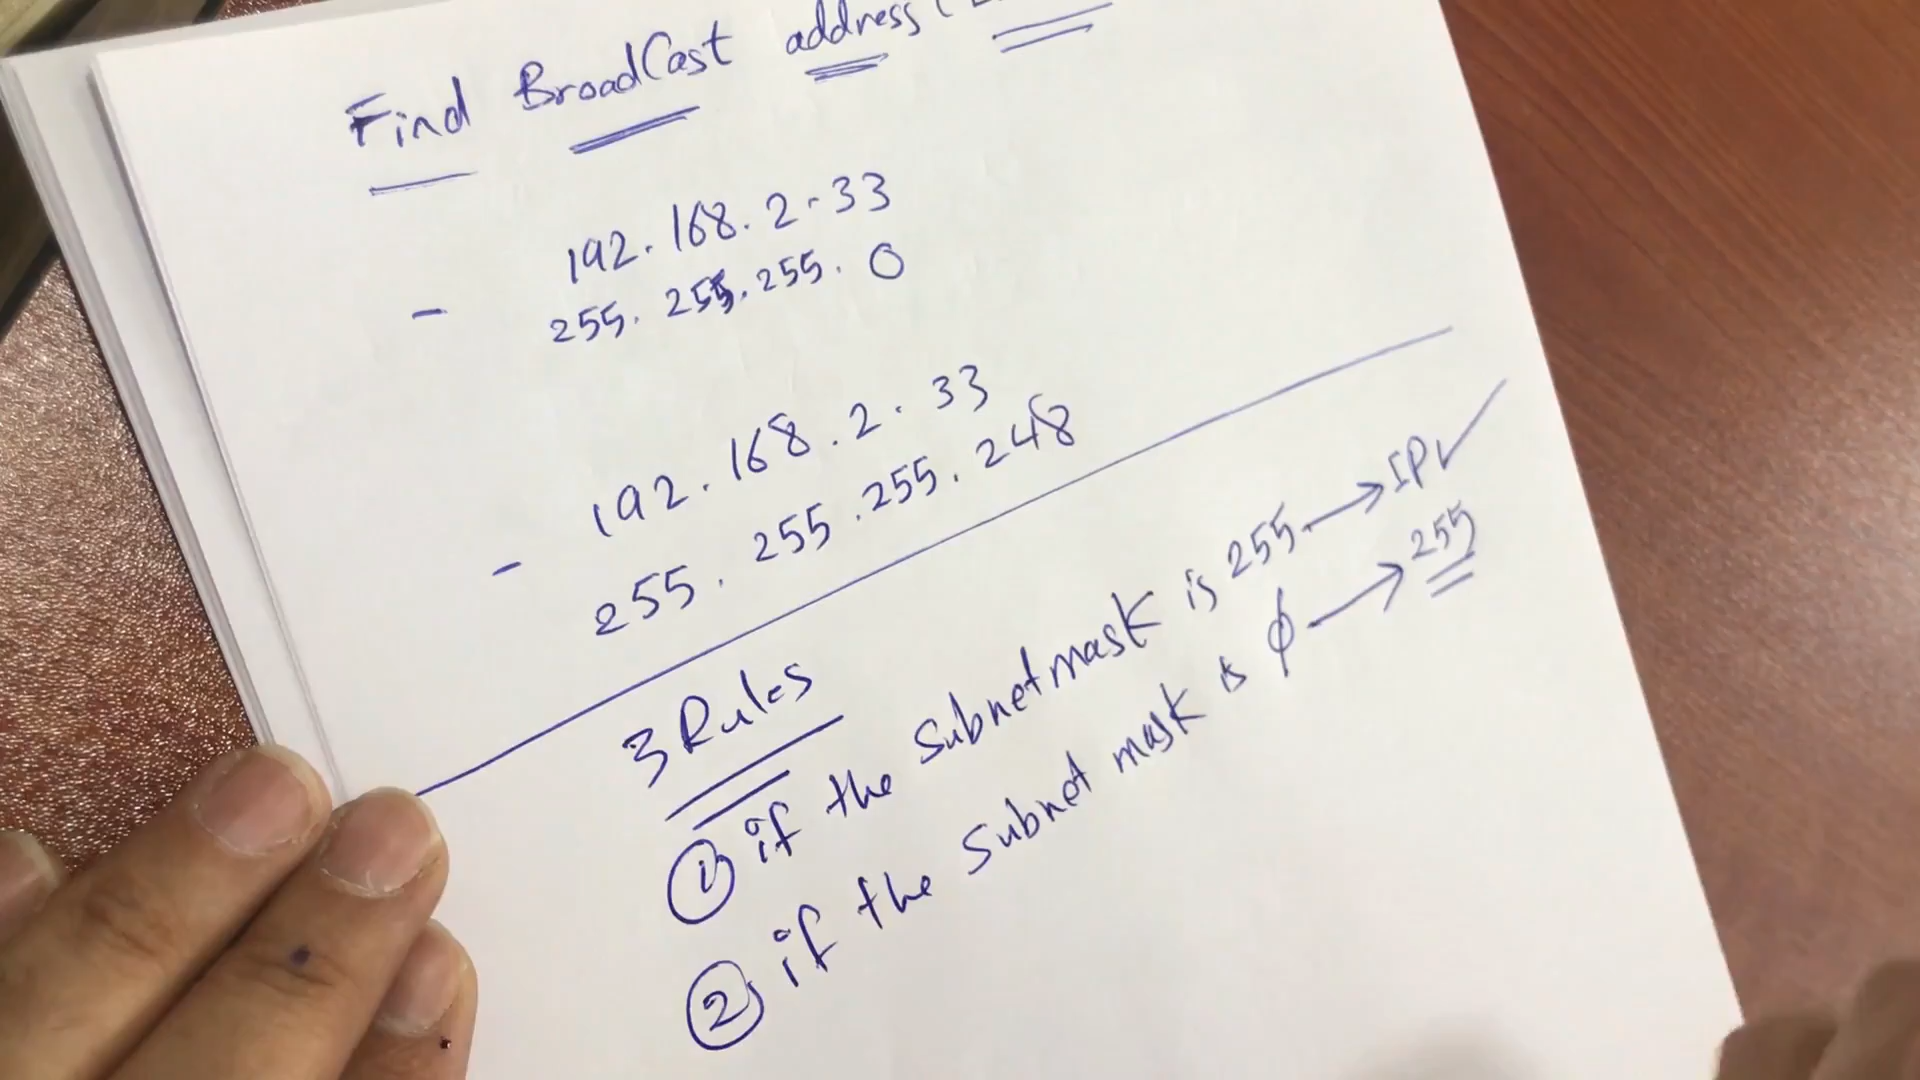 Find BroadCast address (
192.168.2.33
- 255.255.255.0
192.168.2.33
- 255.255.255.248
3 Rules
① if the Subnetmask is 255. → IP ✓
② if the Subnet mask is ϕ → 255